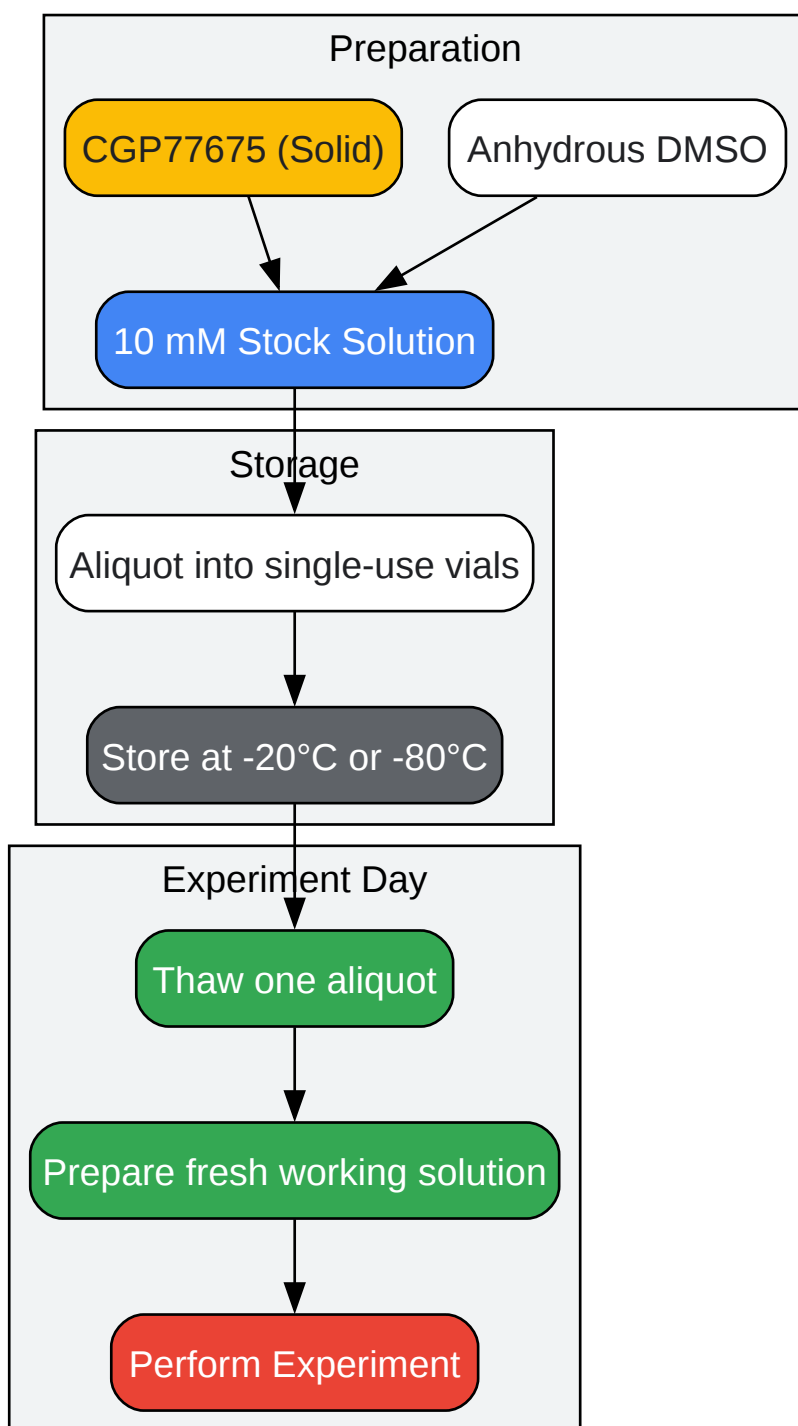 Preparation
CGP77675 (Solid)
Anhydrous DMSO
10 mM Stock Solution
Storage
Aliquot into single-use vials
Store at -20°C or -80°C
Experiment Day
Thaw one aliquot
Prepare fresh working solution
Perform Experiment